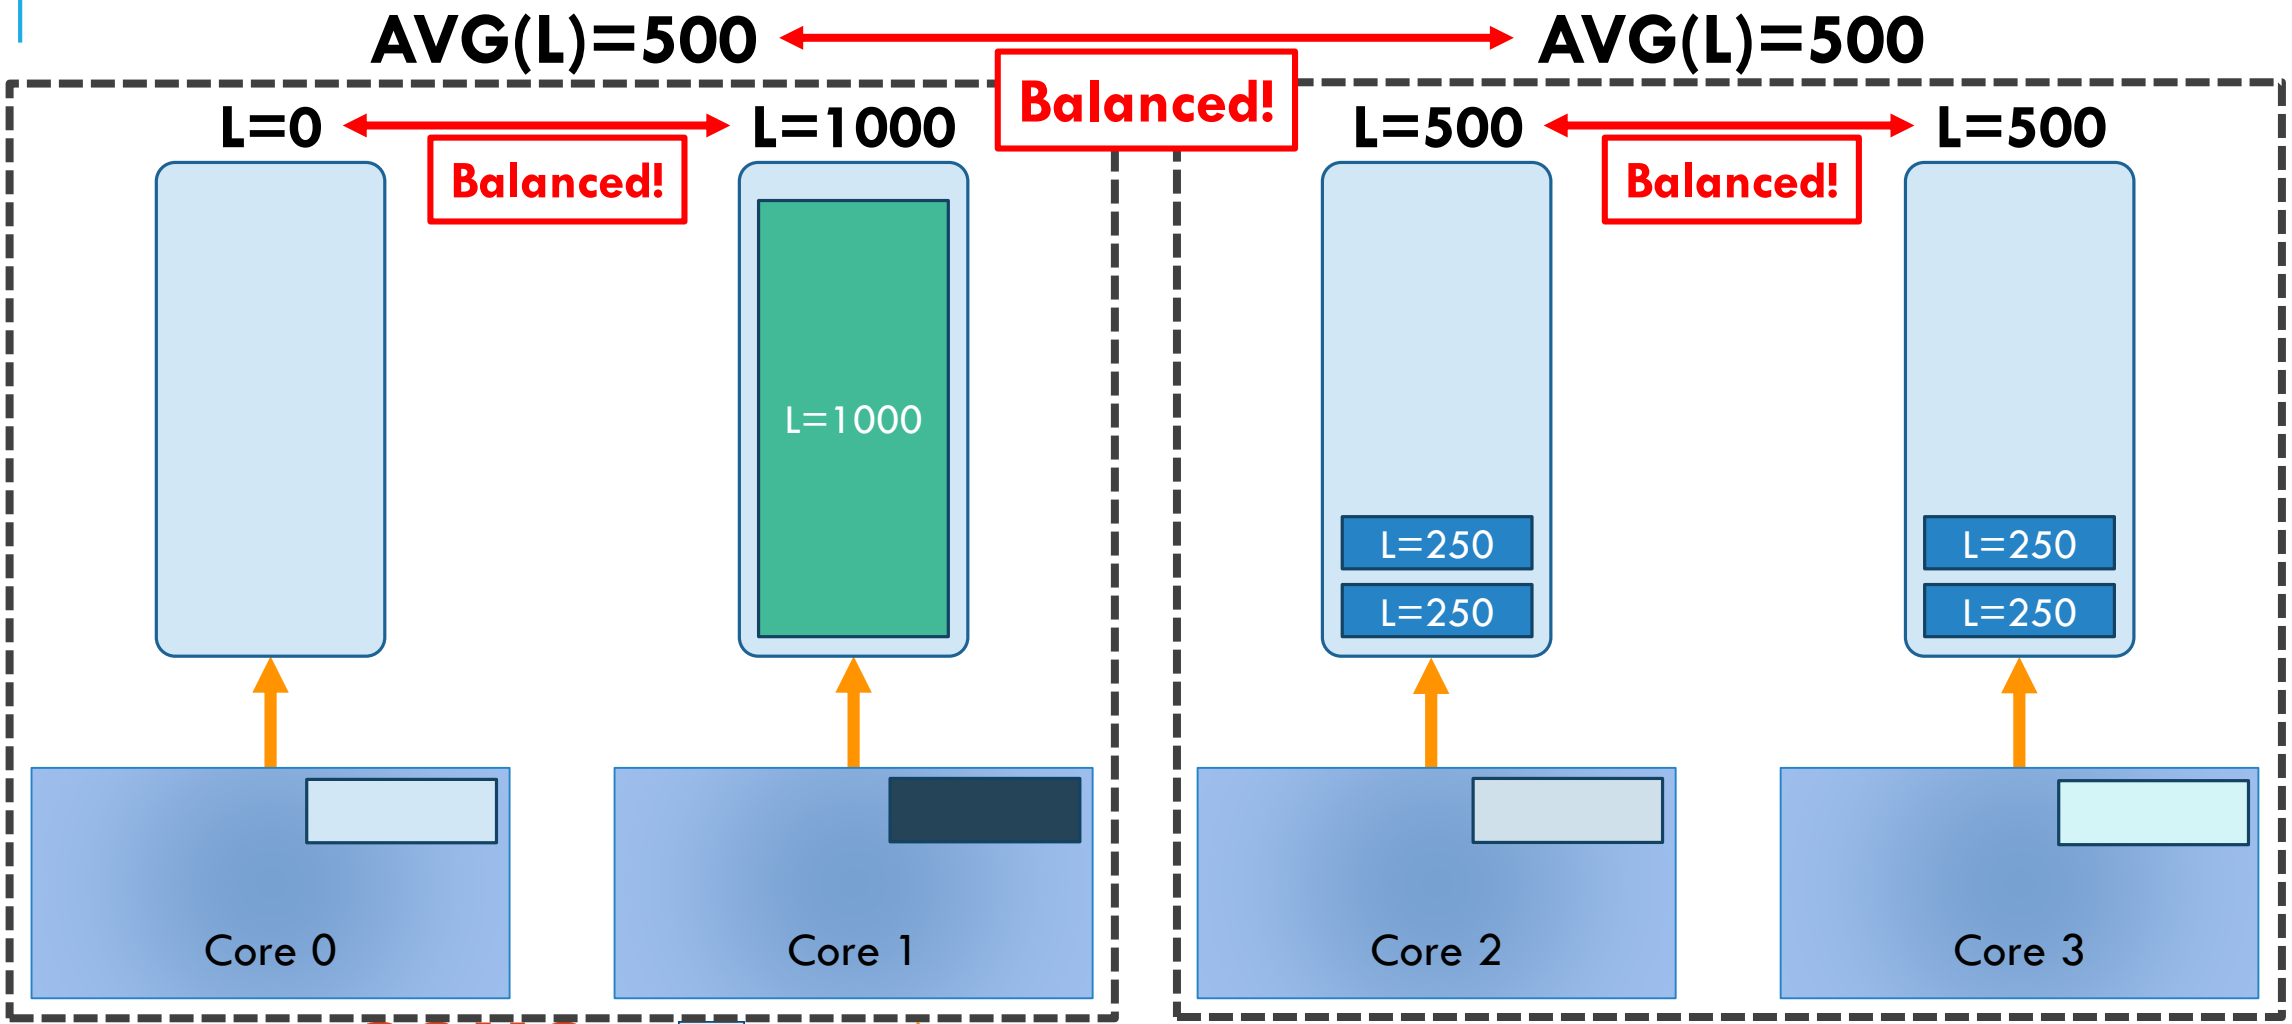 AVG(L)=500
AVG(L)=500
Balanced!
L=0
L=1000
L=500
L=500
Balanced!
Balanced!
L=1000
L=250
L=250
L=250
L=250
Core 0
Core 1
Core 2
Core 3